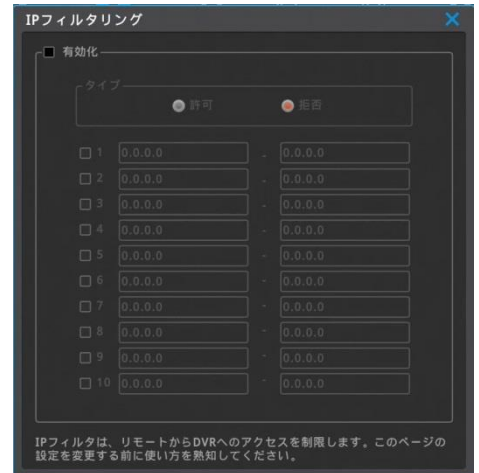 IPフィルタリング
有効化
タイプ
許可 拒否
1 0.0.0.0 - 0.0.0.0
2 0.0.0.0 - 0.0.0.0
3 0.0.0.0 - 0.0.0.0
4 0.0.0.0 - 0.0.0.0
5 0.0.0.0 - 0.0.0.0
6 0.0.0.0 - 0.0.0.0
7 0.0.0.0 - 0.0.0.0
8 0.0.0.0 - 0.0.0.0
9 0.0.0.0 - 0.0.0.0
10 0.0.0.0 - 0.0.0.0
IPフィルタは、リモートからDVRへのアクセスを制限します。このページの
設定を変更する前に使い方を熟知してください。